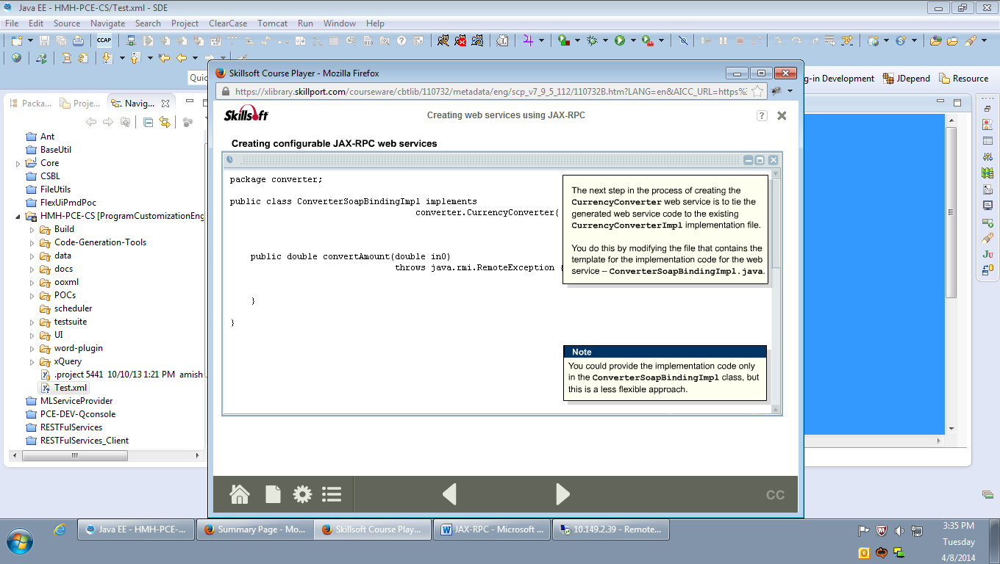 Java EE - HMH-PCE-CS/Test.xml - SDE
File Edit Source Navigate Search Project ClearCase Tomcat Run Window Help
CCAP
Quic
g-in Development JDepend Resource
Packa... Proje... Navig...
Ant
BaseUtil
Core
CSBL
FileUtils
FlexUiPmdPoc
HMH-PCE-CS [ProgramCustomizationEng
Build
Code-Generation-Tools
data
docs
ooxml
POCs
scheduler
testsuite
UI
word-plugin
xQuery
.project 5441 10/10/13 1:21 PM amish
Test.xml
MLServiceProvider
PCE-DEV-Qconsole
RESTFulServices
RESTFulServices_Client
Skillsoft Course Player - Mozilla Firefox
https://xlibrary.skillport.com/courseware/cbtlib/110732/metadata/eng/scp_v7_9_5_112/110732B.htm?LANG=en&AICC_URL=https%3
Skillsoft
Creating web services using JAX-RPC
?
Creating configurable JAX-RPC web services
package converter;
public class ConverterSoapBindingImpl implements
converter.CurrencyConverter{
public double convertAmount(double in0)
throws java.rmi.RemoteException {
}
}
The next step in the process of creating the
CurrencyConverter web service is to tie the
generated web service code to the existing
CurrencyConverterImpl implementation file.
You do this by modifying the file that contains the
template for the implementation code for the web
service – ConverterSoapBindingImpl.java.
Note
You could provide the implementation code only
in the ConverterSoapBindingImpl class, but
this is a less flexible approach.
CC
Ju
Java EE - HMH-PCE-... Summary Page - Mo... Skillsoft Course Play... JAX-RPC - Microsoft ... 10.149.2.39 - Remote...
3:35 PM
Tuesday
4/8/2014